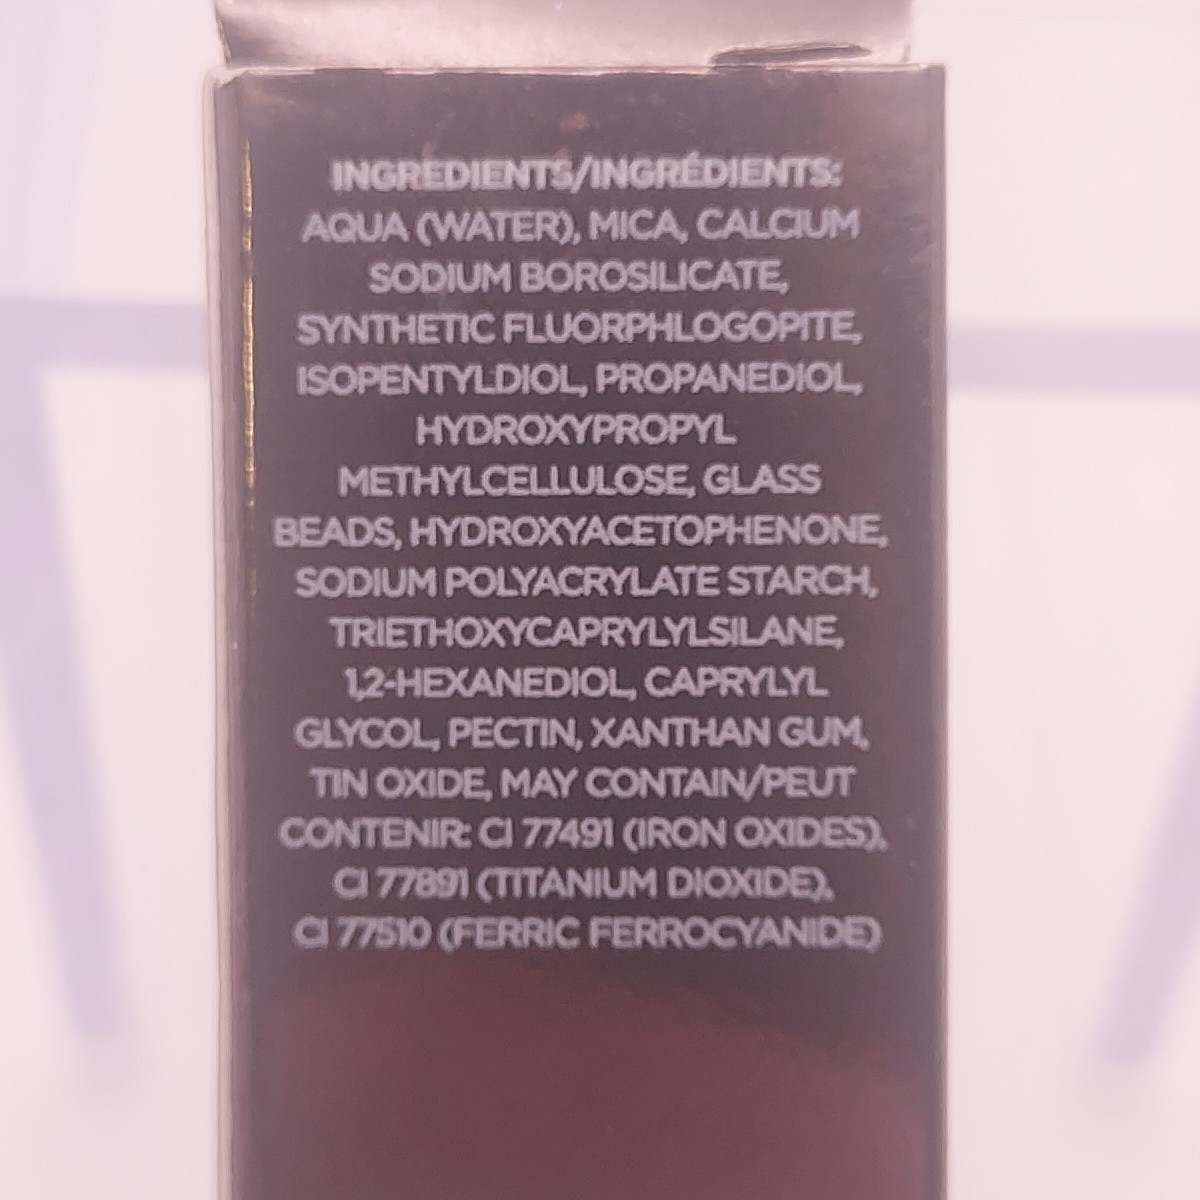 INGREDIENTS/INGRÉDIENTS:
AQUA (WATER), MICA, CALCIUM
SODIUM BOROSILICATE,
SYNTHETIC FLUORPHLOGOPITE,
ISOPENTYLDIOL, PROPANEDIOL,
HYDROXYPROPYL
METHYLCELLULOSE, GLASS
BEADS, HYDROXYACETOPHENONE,
SODIUM POLYACRYLATE STARCH,
TRIETHOXYCAPRYLYLSILANE,
1,2-HEXANEDIOL, CAPRYLYL
GLYCOL, PECTIN, XANTHAN GUM,
TIN OXIDE, MAY CONTAIN/PEUT
CONTENIR: CI 77491 (IRON OXIDES),
CI 77891 (TITANIUM DIOXIDE),
CI 77510 (FERRIC FERROCYANIDE)